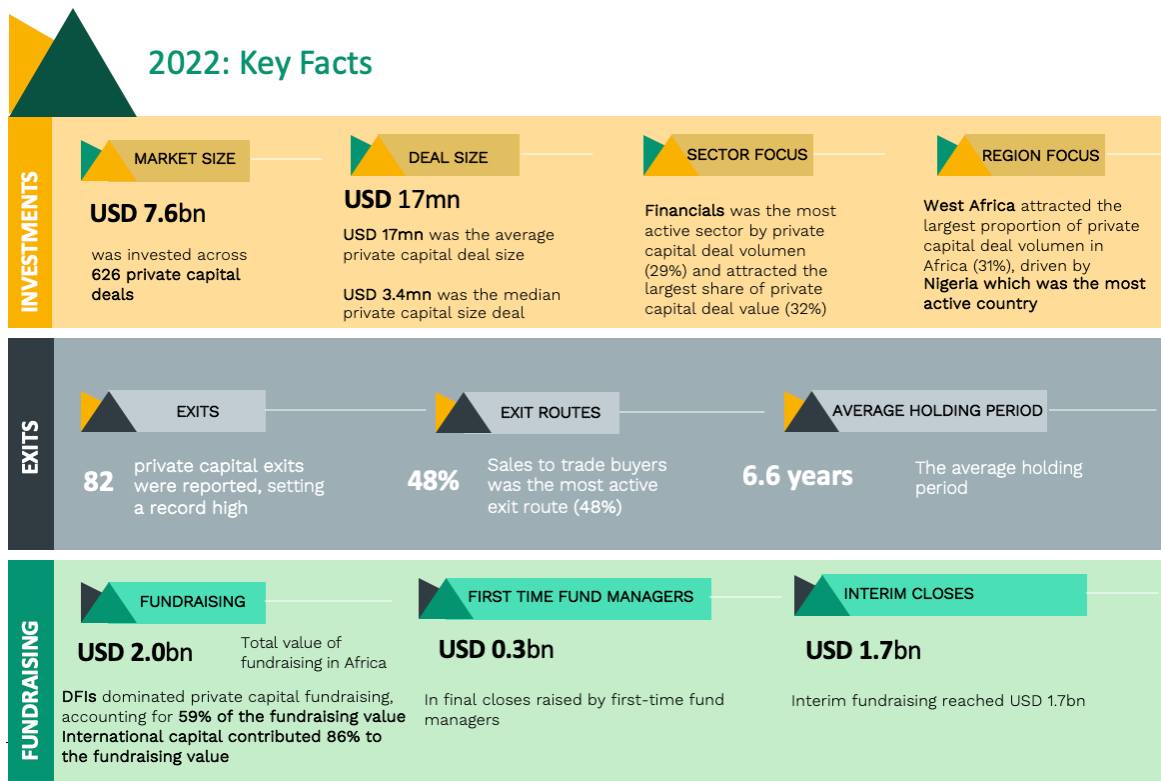 2022: Key Facts
INVESTMENTS
MARKET SIZE
USD 7.6bn
was invested across
626 private capital
deals
DEAL SIZE
USD 17mn
USD 17mn was the average
private capital deal size
USD 3.4mn was the median
private capital size deal
SECTOR FOCUS
Financials was the most
active sector by private
capital deal volumen
(29%) and attracted the
largest share of private
capital deal value (32%)
REGION FOCUS
West Africa attracted the
largest proportion of private
capital deal volumen in
Africa (31%), driven by
Nigeria which was the most
active country
EXITS
EXITS
82
private capital exits
were reported, setting
a record high
EXIT ROUTES
48%
Sales to trade buyers
was the most active
exit route (48%)
AVERAGE HOLDING PERIOD
6.6 years
The average holding
period
FUNDRAISING
FUNDRAISING
USD 2.0bn
Total value of
fundraising in Africa
DFIs dominated private capital fundraising,
accounting for 59% of the fundraising value
International capital contributed 86% to
the fundraising value
FIRST TIME FUND MANAGERS
USD 0.3bn
In final closes raised by first-time fund
managers
INTERIM CLOSES
USD 1.7bn
Interim fundraising reached USD 1.7bn